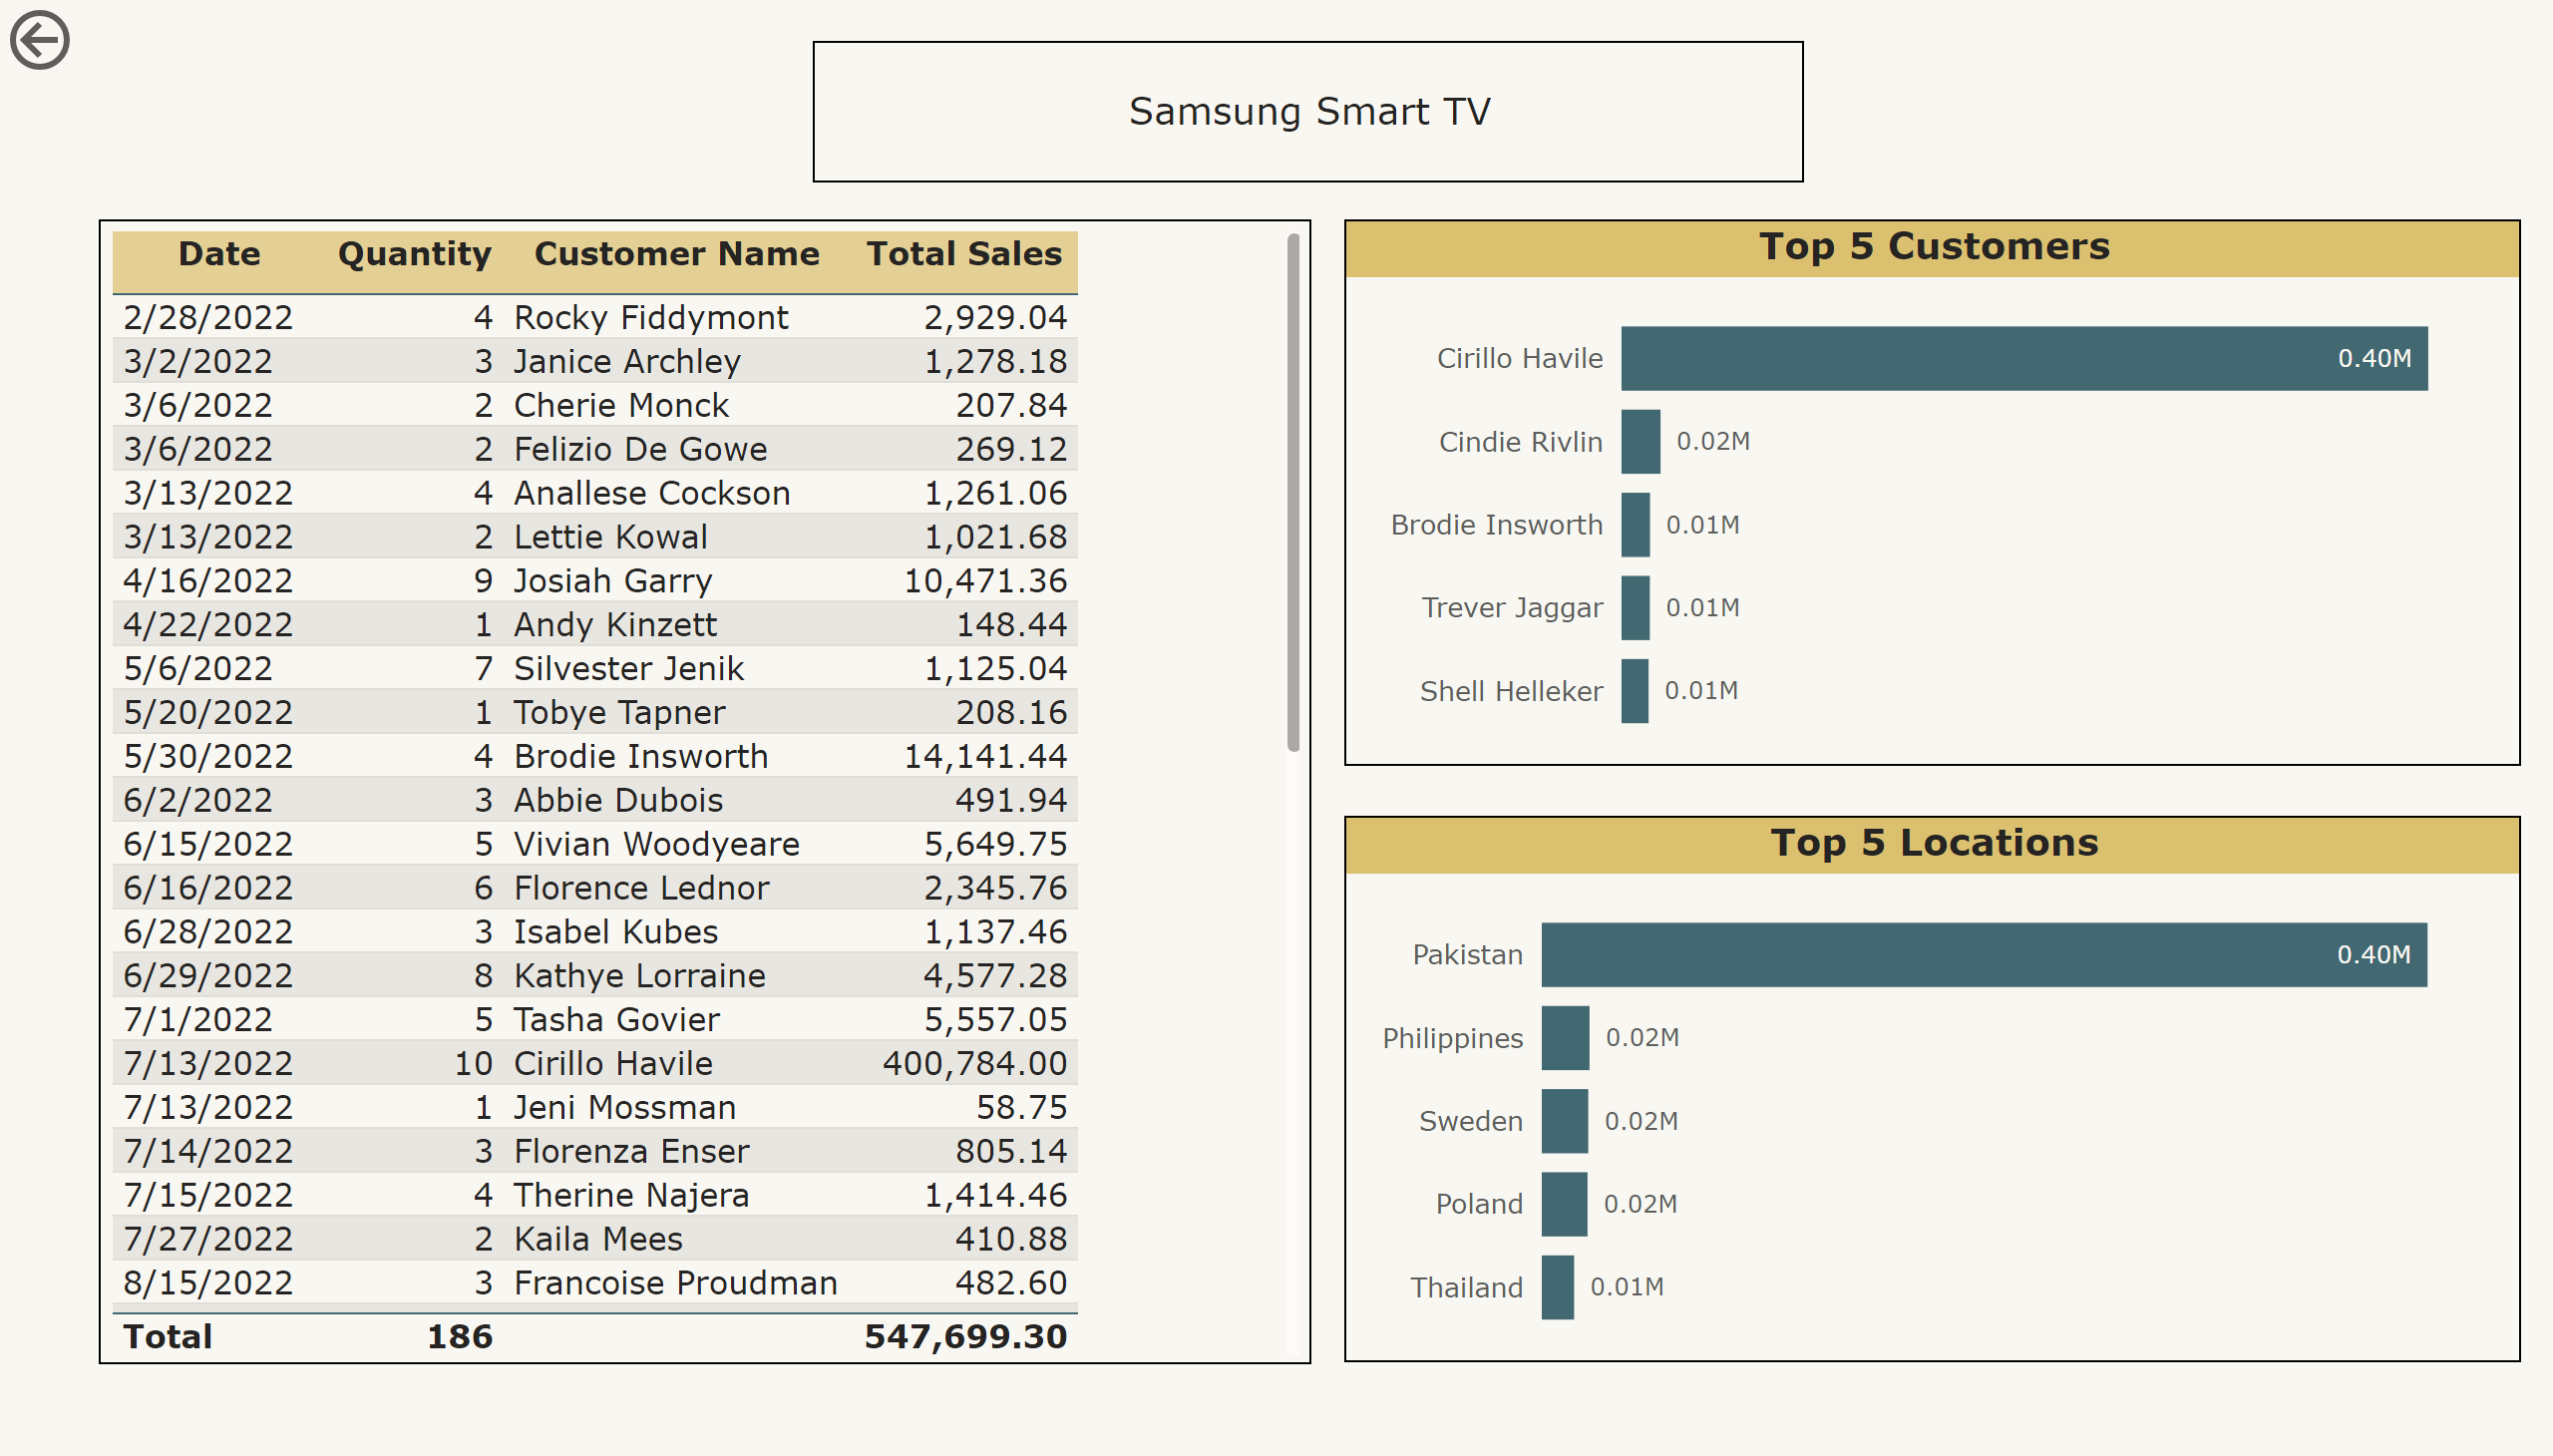 Samsung Smart TV
Date Quantity Customer Name Total Sales
2/28/2022 4 Rocky Fiddymont 2,929.04
3/2/2022 3 Janice Archley 1,278.18
3/6/2022 2 Cherie Monck 207.84
3/6/2022 2 Felizio De Gowe 269.12
3/13/2022 4 Anallese Cockson 1,261.06
3/13/2022 2 Lettie Kowal 1,021.68
4/16/2022 9 Josiah Garry 10,471.36
4/22/2022 1 Andy Kinzett 148.44
5/6/2022 7 Silvester Jenik 1,125.04
5/20/2022 1 Tobye Tapner 208.16
5/30/2022 4 Brodie Insworth 14,141.44
6/2/2022 3 Abbie Dubois 491.94
6/15/2022 5 Vivian Woodyeare 5,649.75
6/16/2022 6 Florence Lednor 2,345.76
6/28/2022 3 Isabel Kubes 1,137.46
6/29/2022 8 Kathye Lorraine 4,577.28
7/1/2022 5 Tasha Govier 5,557.05
7/13/2022 10 Cirillo Havile 400,784.00
7/13/2022 1 Jeni Mossman 58.75
7/14/2022 3 Florenza Enser 805.14
7/15/2022 4 Therine Najera 1,414.46
7/27/2022 2 Kaila Mees 410.88
8/15/2022 3 Francoise Proudman 482.60
Total 186 547,699.30
Top 5 Customers
Cirillo Havile 0.40M
Cindie Rivlin 0.02M
Brodie Insworth 0.01M
Trever Jaggar 0.01M
Shell Helleker 0.01M
Top 5 Locations
Pakistan 0.40M
Philippines 0.02M
Sweden 0.02M
Poland 0.02M
Thailand 0.01M